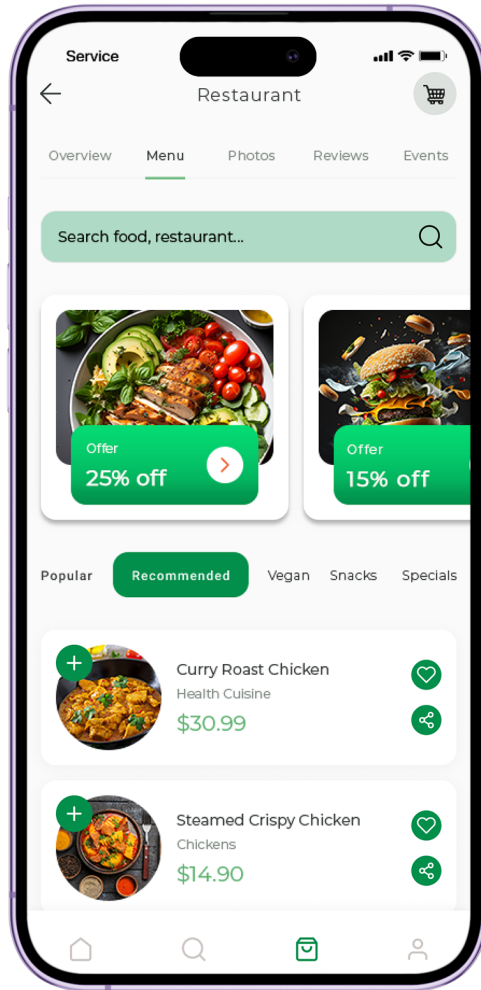 Service
Restaurant
Overview Menu Photos Reviews Events
Search food, restaurant...
Offer
25% off
Offer
15% off
Popular Recommended Vegan Snacks Specials
Curry Roast Chicken
Health Cuisine
$30.99
Steamed Crispy Chicken
Chickens
$14.90